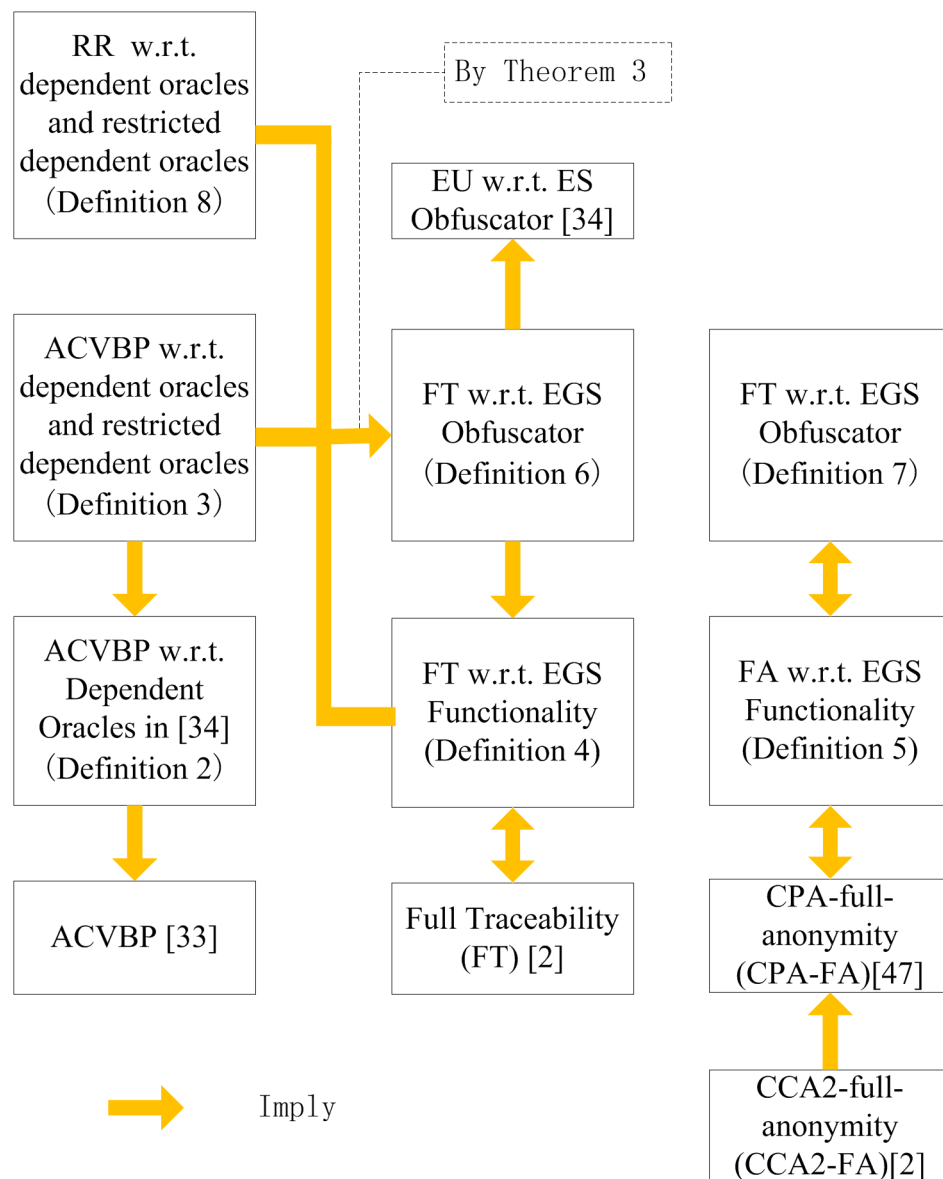 RR w.r.t.
dependent oracles
and restricted
dependent oracles
（Definition 8）
By Theorem 3
EU w.r.t. ES
Obfuscator [34]
ACVBP w.r.t.
dependent oracles
and restricted
dependent oracles
（Definition 3）
FT w.r.t. EGS
Obfuscator
（Definition 6）
FT w.r.t. EGS
Obfuscator
（Definition 7）
ACVBP w.r.t.
Dependent
Oracles in [34]
（Definition 2）
FT w.r.t. EGS
Functionality
(Definition 4)
FA w.r.t. EGS
Functionality
(Definition 5)
ACVBP [33]
Full Traceability
(FT) [2]
CPA-full-
anonymity
(CPA-FA)[47]
Imply
CCA2-full-
anonymity
(CCA2-FA)[2]